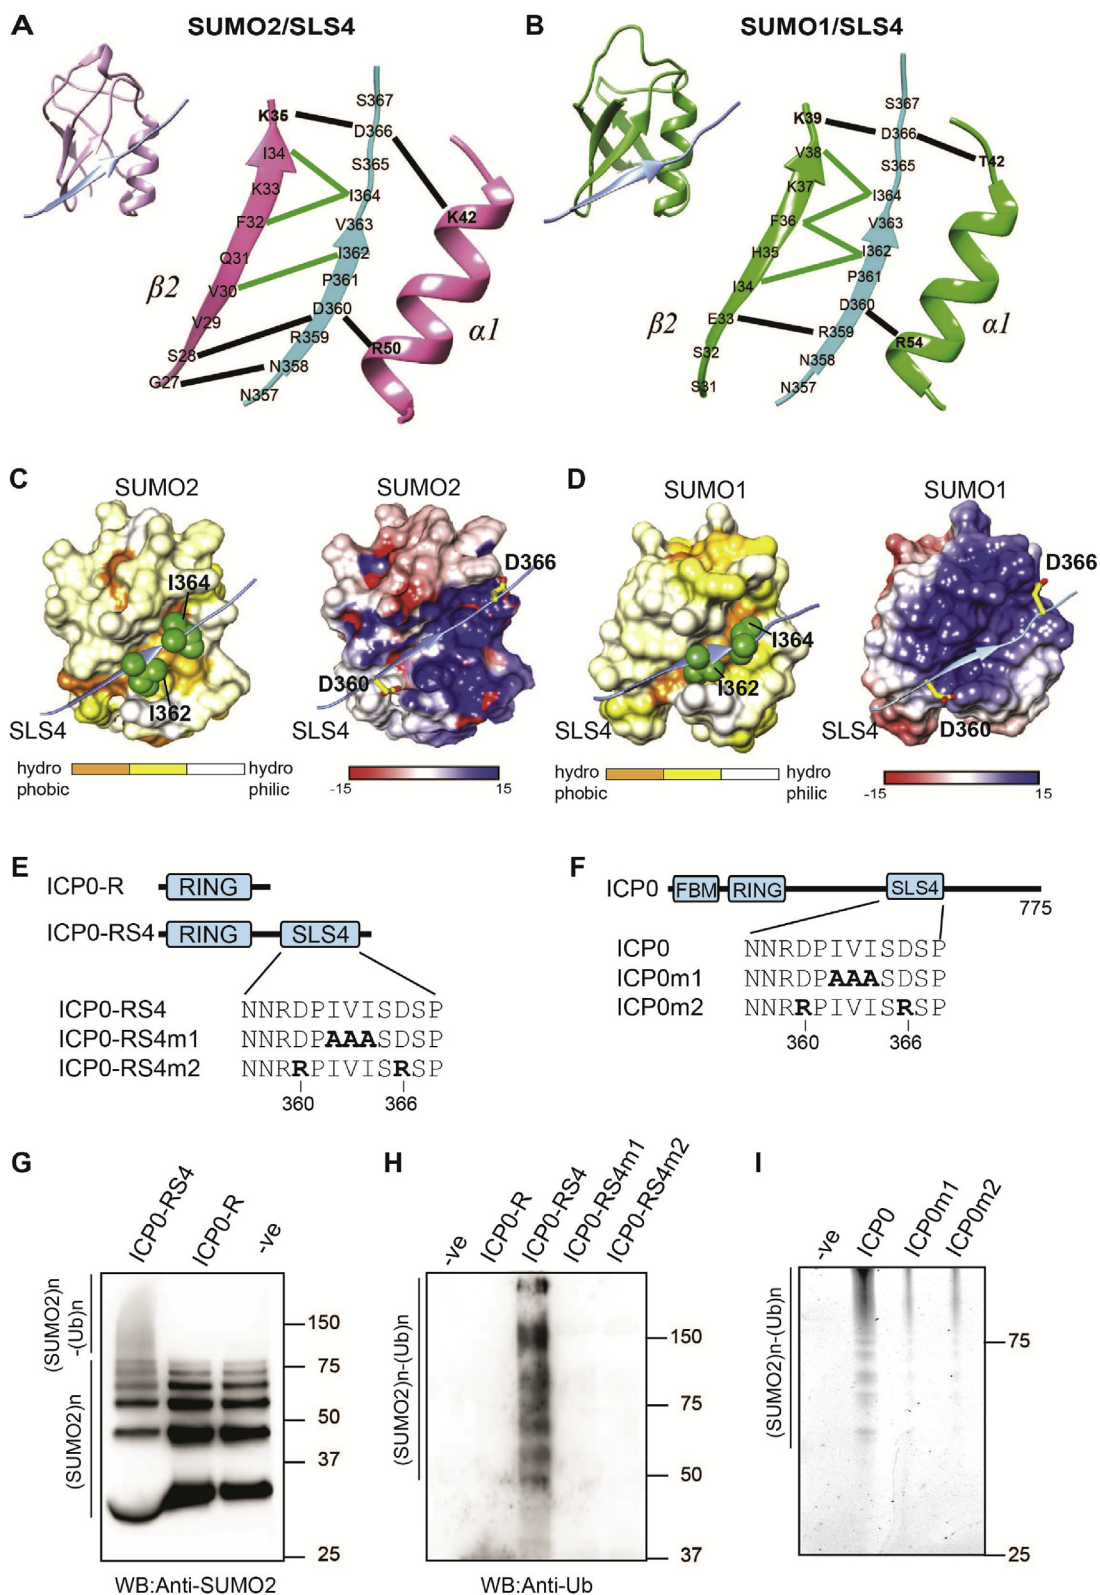 A
SUMO2/SLS4
K35
I34
K33
F32
Q31
V30
V29
S28
G27
β2
S367
D366
S365
I364
V363
I362
P361
D360
R359
N358
N357
K42
R50
α1
B
SUMO1/SLS4
K39
V38
K37
F36
H35
I34
E33
S32
S31
β2
S367
D366
S365
I364
V363
I362
P361
D360
R359
N358
N357
T42
R54
α1
C
SUMO2
I364
I362
SLS4
hydro phobic
hydro philic
SUMO2
D366
D360
-15
15
D
SUMO1
I364
I362
SLS4
hydro phobic
hydro philic
SUMO1
D366
D360
-15
15
E
ICP0-R
RING
ICP0-RS4
RING
SLS4
ICP0-RS4 NNRDPIVISDSP
ICP0-RS4m1 NNRDPAAASDSP
ICP0-RS4m2 NNRRPIVISRSP
360 366
F
ICP0
FBM
RING
SLS4
775
ICP0 NNRDPIVISDSP
ICP0m1 NNRDPAAASDSP
ICP0m2 NNRRPIVISRSP
360 366
G
ICP0-RS4
ICP0-R
-ve
(SUMO2)n
-(Ub)n
(SUMO2)n
150
75
50
37
25
WB:Anti-SUMO2
H
-ve
ICP0-R
ICP0-RS4
ICP0-RS4m1
ICP0-RS4m2
(SUMO2)n-(Ub)n
150
75
50
37
WB:Anti-Ub
I
-ve
ICP0
ICP0m1
ICP0m2
(SUMO2)n-(Ub)n
75
25